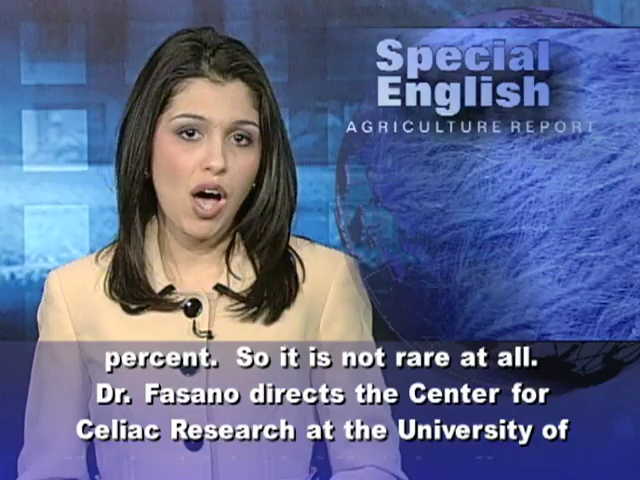 Special
English
AGRICULTURE REPORT
percent. So it is not rare at all.
Dr. Fasano directs the Center for
Celiac Research at the University of